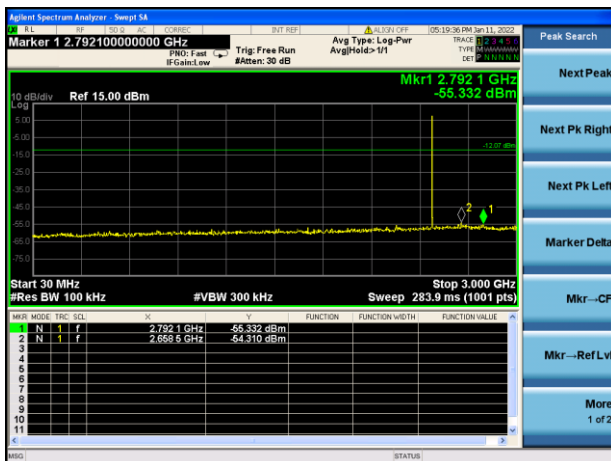 Agilent Spectrum Analyzer - Swept SA
RL RF 50 Ω AC CORREC INT REF ALIGN OFF 05:19:36 PM Jan 11, 2022
Marker 1 2.792100000000 GHz
PNO: Fast
IFGain:Low
Trig: Free Run
#Atten: 30 dB
Avg Type: Log-Pwr
Avg|Hold:> 1/1
TRACE 1 2 3 4 5 6
TYPE M
DET P N N N N N
Peak Search
Mkr1 2.792 1 GHz
-55.332 dBm
10 dB/div Ref 15.00 dBm
Log
5.00
-5.00
-12.07 dBm
-15.0
-25.0
-35.0
-45.0
2
1
-55.0
-65.0
-75.0
Start 30 MHz Stop 3.000 GHz
#Res BW 100 kHz #VBW 300 kHz Sweep 283.9 ms (1001 pts)
MKR MODE TRC SCL X Y FUNCTION FUNCTION WIDTH FUNCTION VALUE
1 N 1 f 2.792 1 GHz -55.332 dBm
2 N 1 f 2.658 5 GHz -54.310 dBm
3
4
5
6
7
8
9
10
11
MSG STATUS
Next Peak
Next Pk Right
Next Pk Left
Marker Delta
Mkr→CF
Mkr→Ref Lvl
More
1 of 2